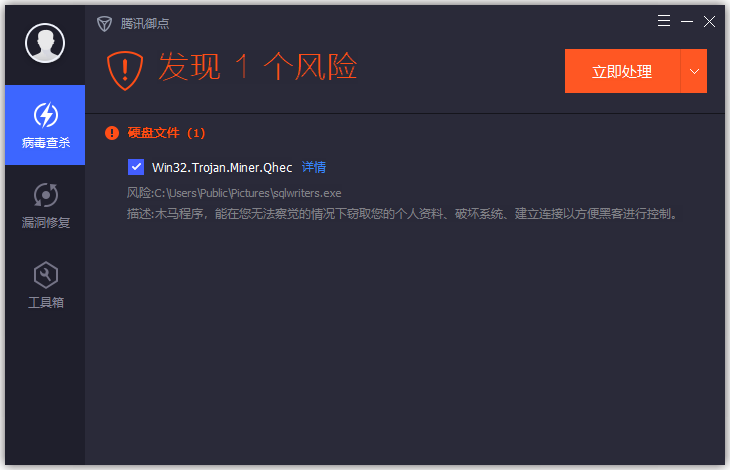 腾讯御点
发现 1 个风险
立即处理
病毒查杀
漏洞修复
工具箱
硬盘文件（1）
Win32.Trojan.Miner.Qhec 详情
风险:C:\Users\Public\Pictures\sqlwriters.exe
描述:木马程序，能在您无法察觉的情况下窃取您的个人资料、破坏系统、建立连接以方便黑客进行控制。